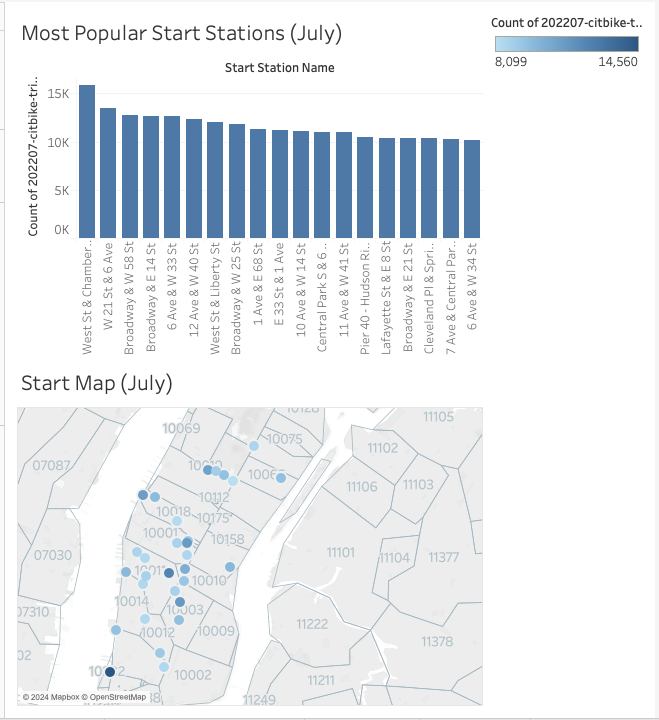 Most Popular Start Stations (July)
Count of 202207-citbike-t..
8,099 14,560
Start Station Name
Count of 202207-citbike-tri..
15K
10K
5K
0K
West St & Chamber..
W 21 St & 6 Ave
Broadway & W 58 St
Broadway & E 14 St
6 Ave & W 33 St
12 Ave & W 40 St
West St & Liberty St
Broadway & W 25 St
1 Ave & E 68 St
E 33 St & 1 Ave
10 Ave & W 14 St
Central Park S & 6 ..
11 Ave & W 41 St
Pier 40 - Hudson Ri..
Lafayette St & E 8 St
Broadway & E 21 St
Cleveland Pl & Spri..
7 Ave & Central Par..
6 Ave & W 34 St
Start Map (July)
10128
11105
10069
10075
11102
07087
11106
11103
10112
10018
10175
10001
10158
11101
11104
11377
07030
10011
10010
10014
10003
07310
10012
10009
11222
11378
10002
11211
11249
© 2024 Mapbox © OpenStreetMap